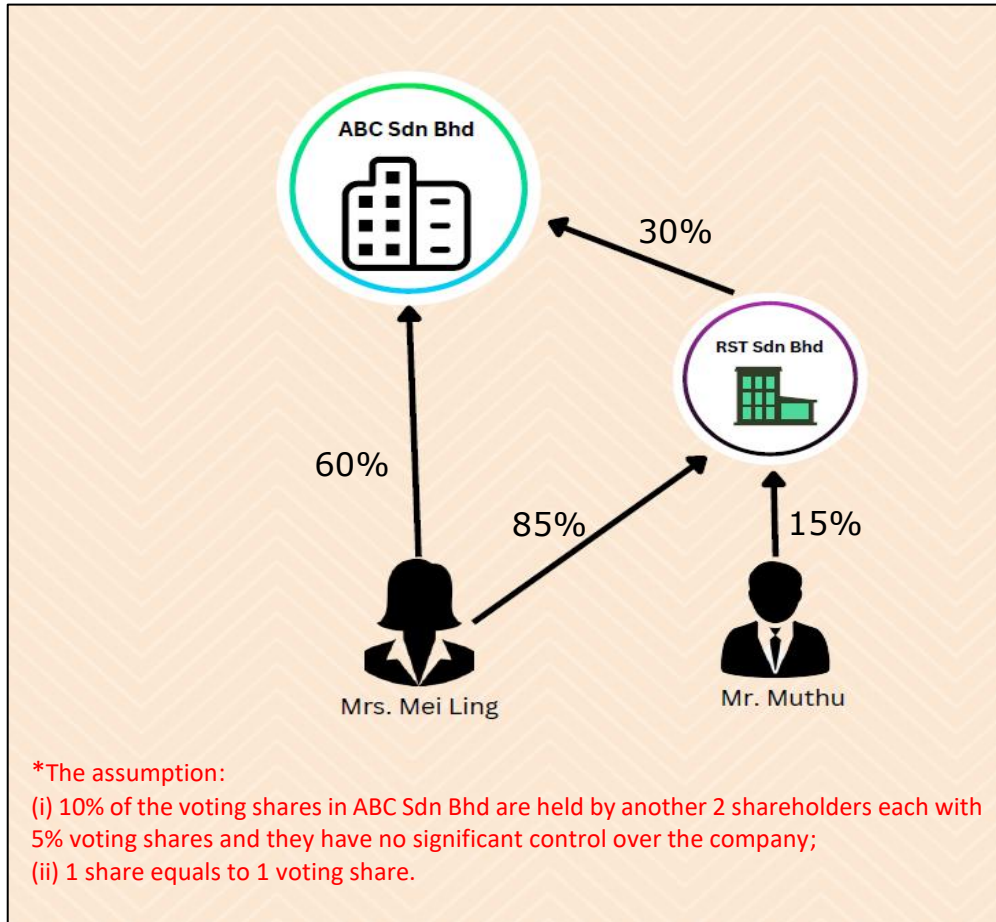 ABC Sdn Bhd
30%
RST Sdn Bhd
60%
85%
15%
Mrs. Mei Ling
Mr. Muthu
*The assumption:
(i) 10% of the voting shares in ABC Sdn Bhd are held by another 2 shareholders each with
5% voting shares and they have no significant control over the company;
(ii) 1 share equals to 1 voting share.